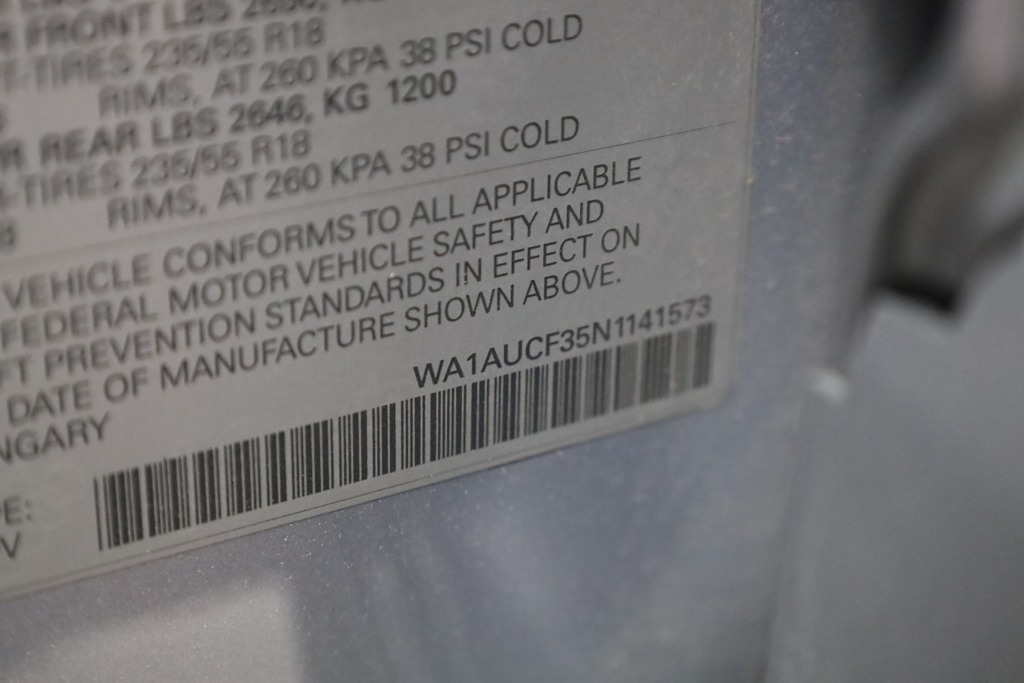 FRONT LBS
TIRES 235/55 R18
RIMS, AT 260 KPA 38 PSI COLD
REAR LBS 2646, KG 1200
-TIRES 235/55 R18
RIMS, AT 260 KPA 38 PSI COLD
VEHICLE CONFORMS TO ALL APPLICABLE
FEDERAL MOTOR VEHICLE SAFETY AND
FT PREVENTION STANDARDS IN EFFECT ON
DATE OF MANUFACTURE SHOWN ABOVE.
WA1AUCF35N1141573
NGARY
E:
V